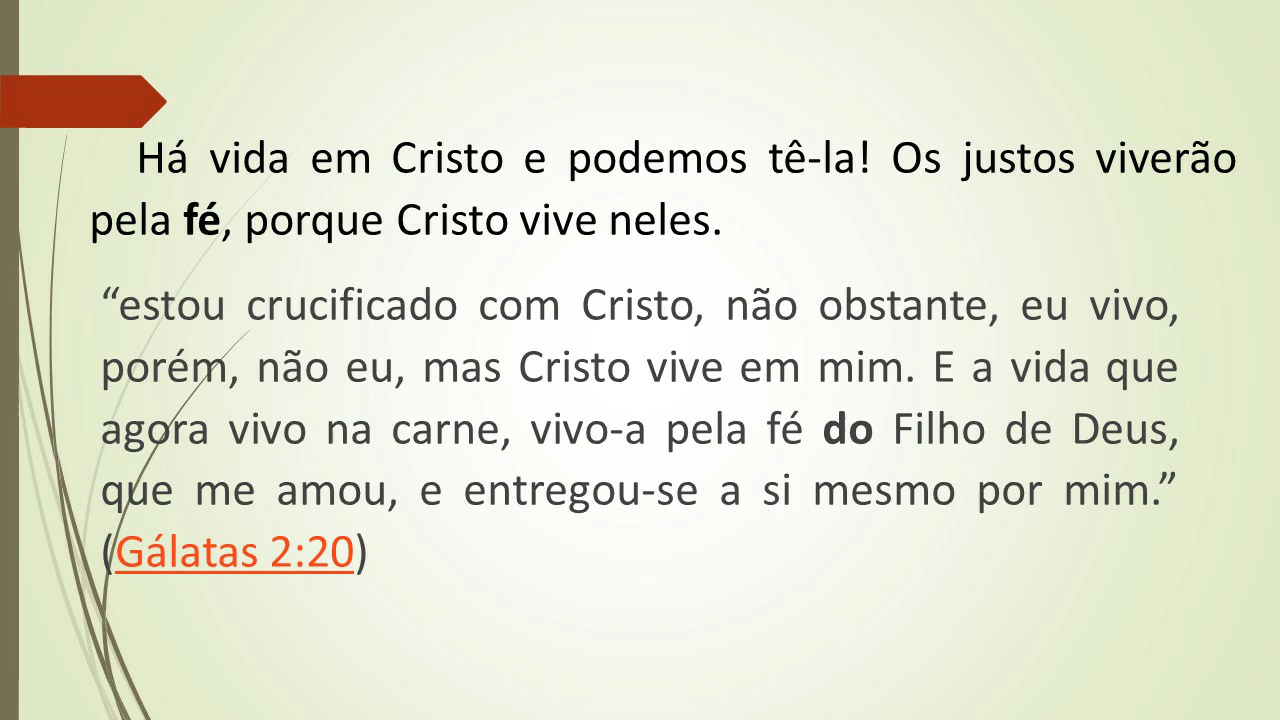 Há vida em Cristo e podemos tê-la! Os justos viverão
pela fé, porque Cristo vive neles.
“estou crucificado com Cristo, não obstante, eu vivo,
porém, não eu, mas Cristo vive em mim. E a vida que
agora vivo na carne, vivo-a pela fé do Filho de Deus,
que me amou, e entregou-se a si mesmo por mim.”
(Gálatas 2:20)